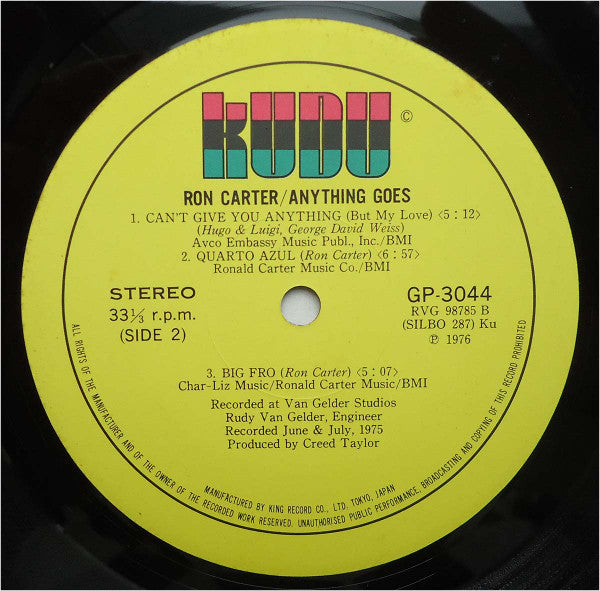 KUDU
©
RON CARTER/ANYTHING GOES
1. CAN'T GIVE YOU ANYTHING (But My Love) <5:12>
(Hugo & Luigi, George David Weiss)
Avco Embassy Music Publ., Inc./BMI
2. QUARTO AZUL (Ron Carter) <6:57>
Ronald Carter Music Co./BMI
STEREO
33⅓ r.p.m.
(SIDE 2)
GP-3044
RVG 98785 B
(SILBO 287) Ku
℗ 1976
3. BIG FRO (Ron Carter) <5:07>
Char-Liz Music/Ronald Carter Music/BMI
Recorded at Van Gelder Studios
Rudy Van Gelder, Engineer
Recorded June & July, 1975
Produced by Creed Taylor
MANUFACTURED BY KING RECORD CO., LTD. TOKYO, JAPAN
ALL RIGHTS OF THE MANUFACTURER AND OF THE OWNER OF THE RECORDED WORK RESERVED. UNAUTHORISED PUBLIC PERFORMANCE, BROADCASTING AND COPYING OF THIS RECORD PROHIBITED